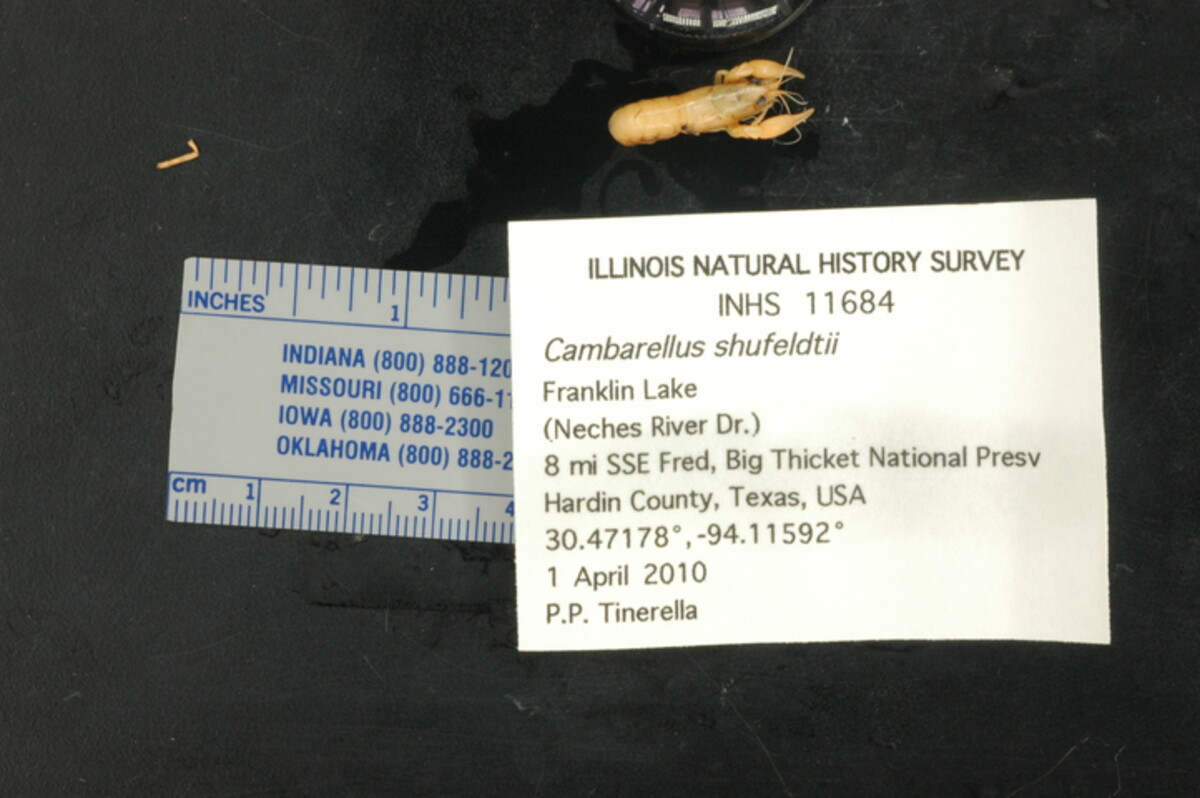 INCHES 1
INDIANA (800) 888-120
MISSOURI (800) 666-1
IOWA (800) 888-2300
OKLAHOMA (800) 888-2
cm 1 2 3 4
ILLINOIS NATURAL HISTORY SURVEY
INHS 11684
Cambarellus shufeldtii
Franklin Lake
(Neches River Dr.)
8 mi SSE Fred, Big Thicket National Presv
Hardin County, Texas, USA
30.47178°,-94.11592°
1 April 2010
P.P. Tinerella